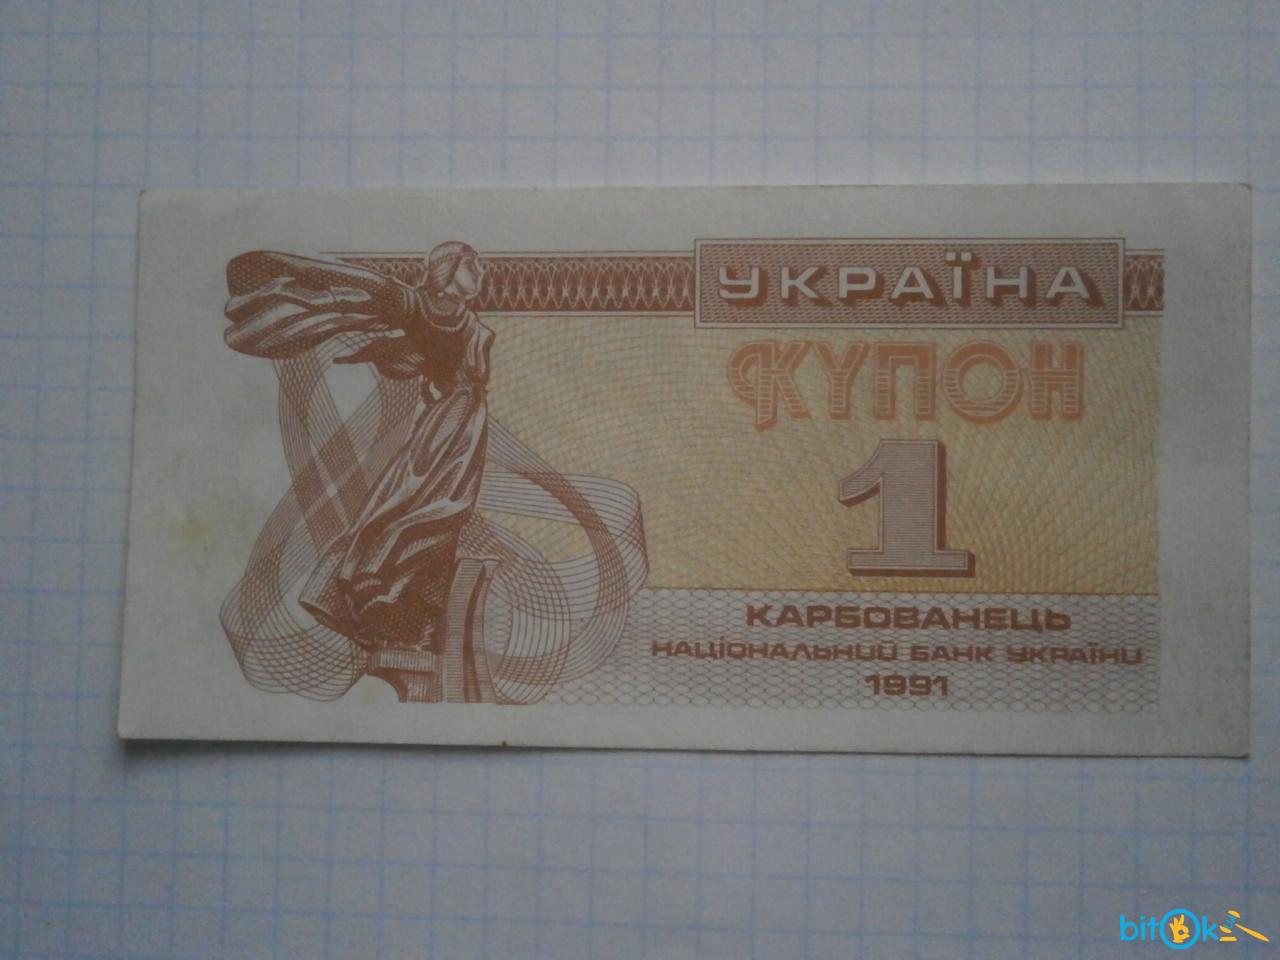 УКРАЇНА
КУПОН
1
КАРБОВАНЕЦЬ
НАЦІОНАЛЬНИЙ БАНК УКРАЇНИ
1991
bitOk